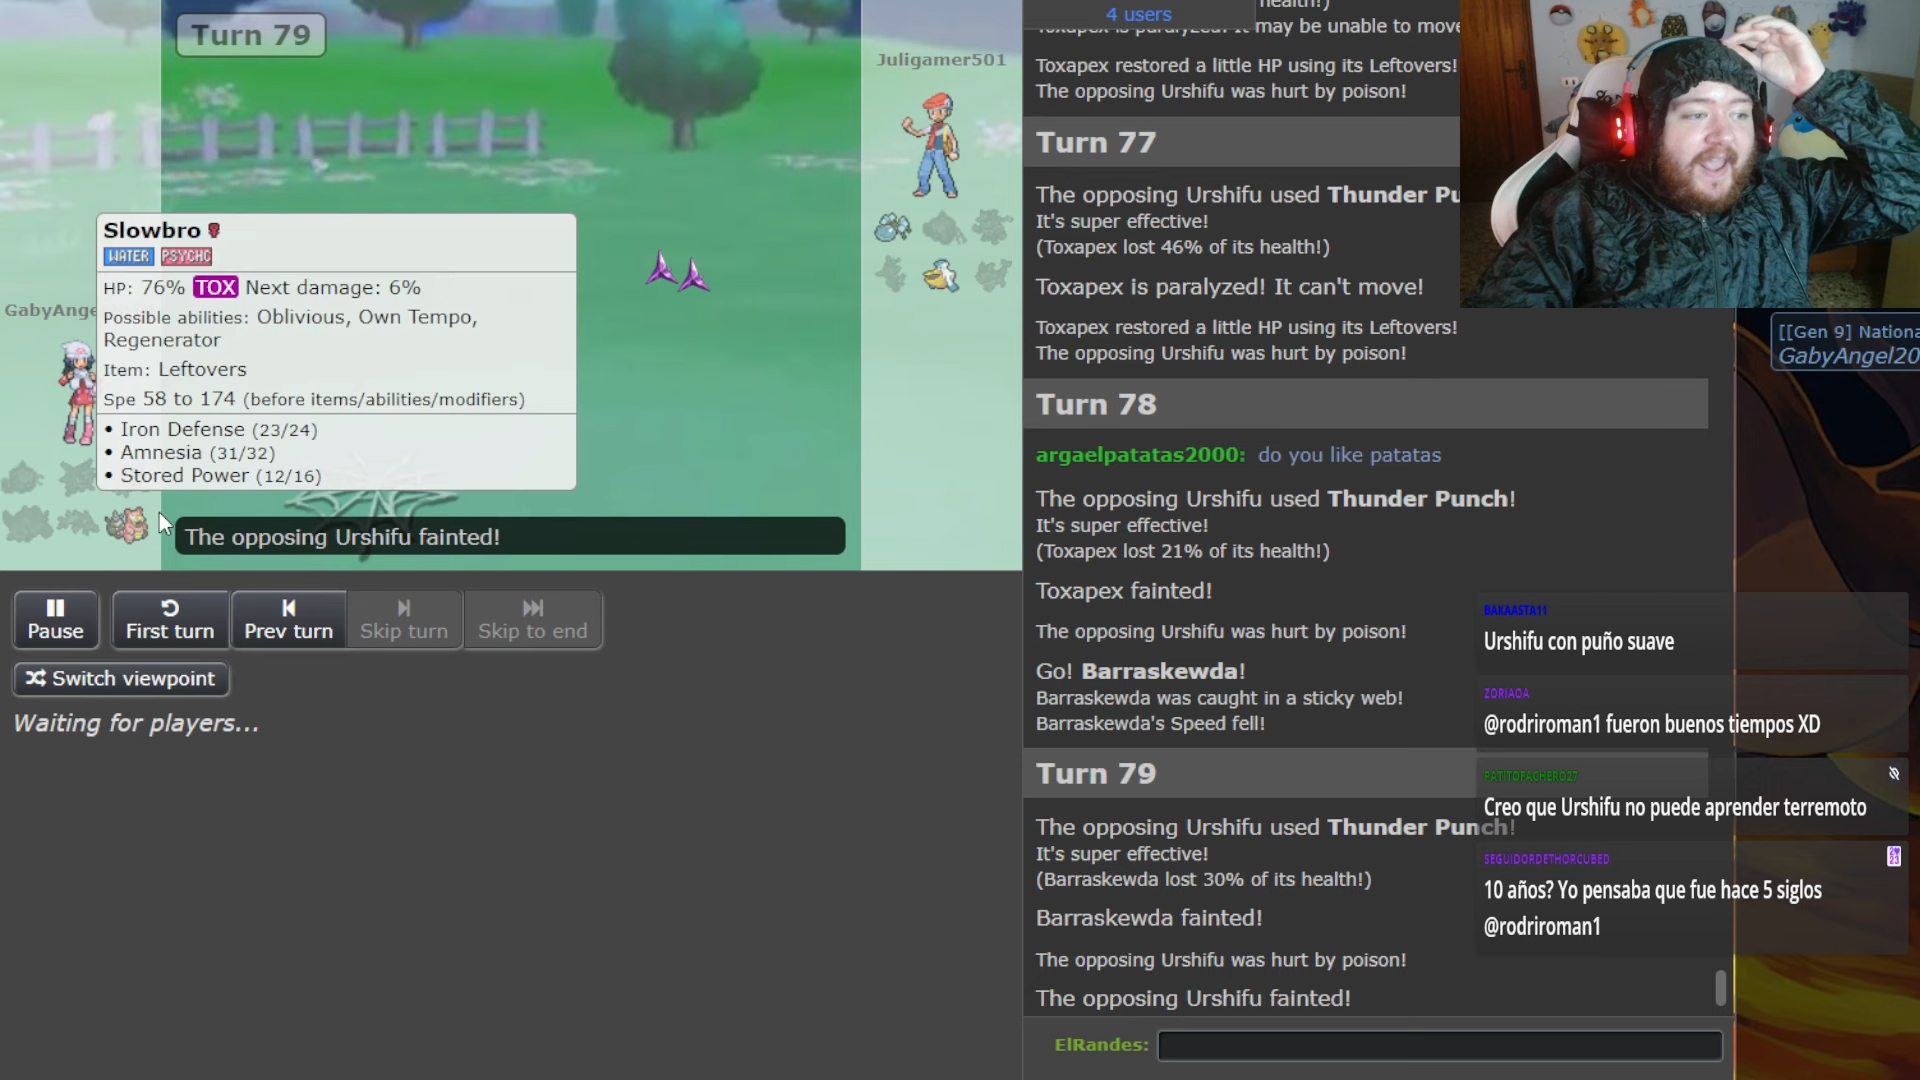 Turn 79
Juligamer501
Slowbro
WATER PSYCHC
HP: 76% TOX Next damage: 6%
Possible abilities: Oblivious, Own Tempo,
Regenerator
Item: Leftovers
Spe 58 to 174 (before items/abilities/modifiers)
• Iron Defense (23/24)
• Amnesia (31/32)
• Stored Power (12/16)
GabyAnge
The opposing Urshifu fainted!
Pause
First turn
Prev turn
Skip turn
Skip to end
Switch viewpoint
Waiting for players...
4 users
health!)
Toxapex is paralyzed! It may be unable to move
Toxapex restored a little HP using its Leftovers!
The opposing Urshifu was hurt by poison!
Turn 77
The opposing Urshifu used Thunder Pu
It's super effective!
(Toxapex lost 46% of its health!)
Toxapex is paralyzed! It can't move!
Toxapex restored a little HP using its Leftovers!
The opposing Urshifu was hurt by poison!
Turn 78
argaelpatatas2000: do you like patatas
The opposing Urshifu used Thunder Punch!
It's super effective!
(Toxapex lost 21% of its health!)
Toxapex fainted!
The opposing Urshifu was hurt by poison!
Go! Barraskewda!
Barraskewda was caught in a sticky web!
Barraskewda's Speed fell!
Turn 79
The opposing Urshifu used Thunder Punch!
It's super effective!
(Barraskewda lost 30% of its health!)
Barraskewda fainted!
The opposing Urshifu was hurt by poison!
The opposing Urshifu fainted!
ElRandes:
[[Gen 9] Nationa
GabyAngel20
BAKAASTA11
Urshifu con puño suave
ZORIAOA
@rodriroman1 fueron buenos tiempos XD
PATITOFACHERO27
Creo que Urshifu no puede aprender terremoto
SEGUIDORDETHORCUBED
10 años? Yo pensaba que fue hace 5 siglos
@rodriroman1